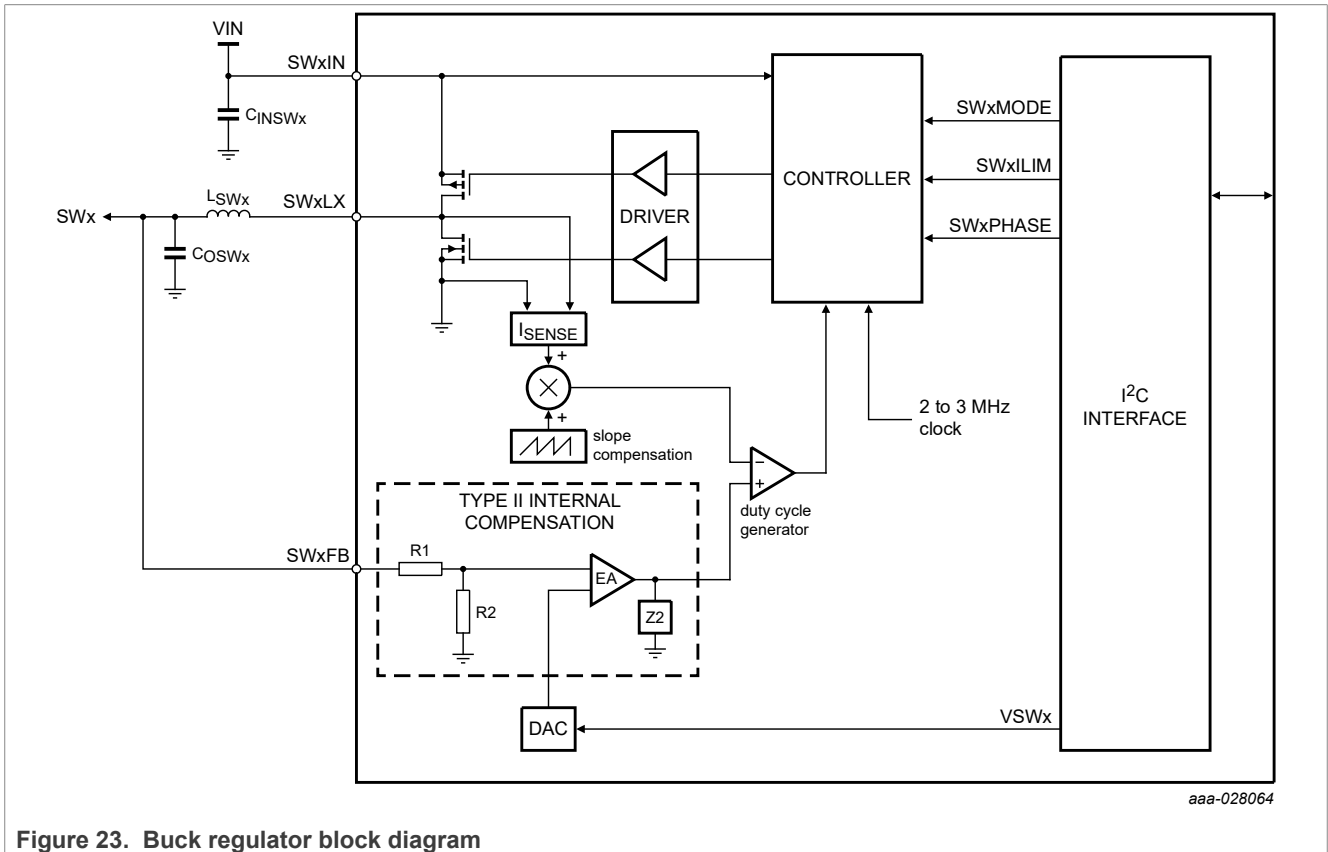 VIN
SWxIN
CINSWx
SWxMODE
SWxILIM
SWxPHASE
CONTROLLER
DRIVER
LSWx
SWxLX
SWx
COSWx
ISENSE
+
+
slope
compensation
2 to 3 MHz
clock
I2C
INTERFACE
−
+
duty cycle
generator
TYPE II INTERNAL
COMPENSATION
SWxFB
R1
R2
EA
Z2
DAC
VSWx
aaa-028064
Figure 23. Buck regulator block diagram